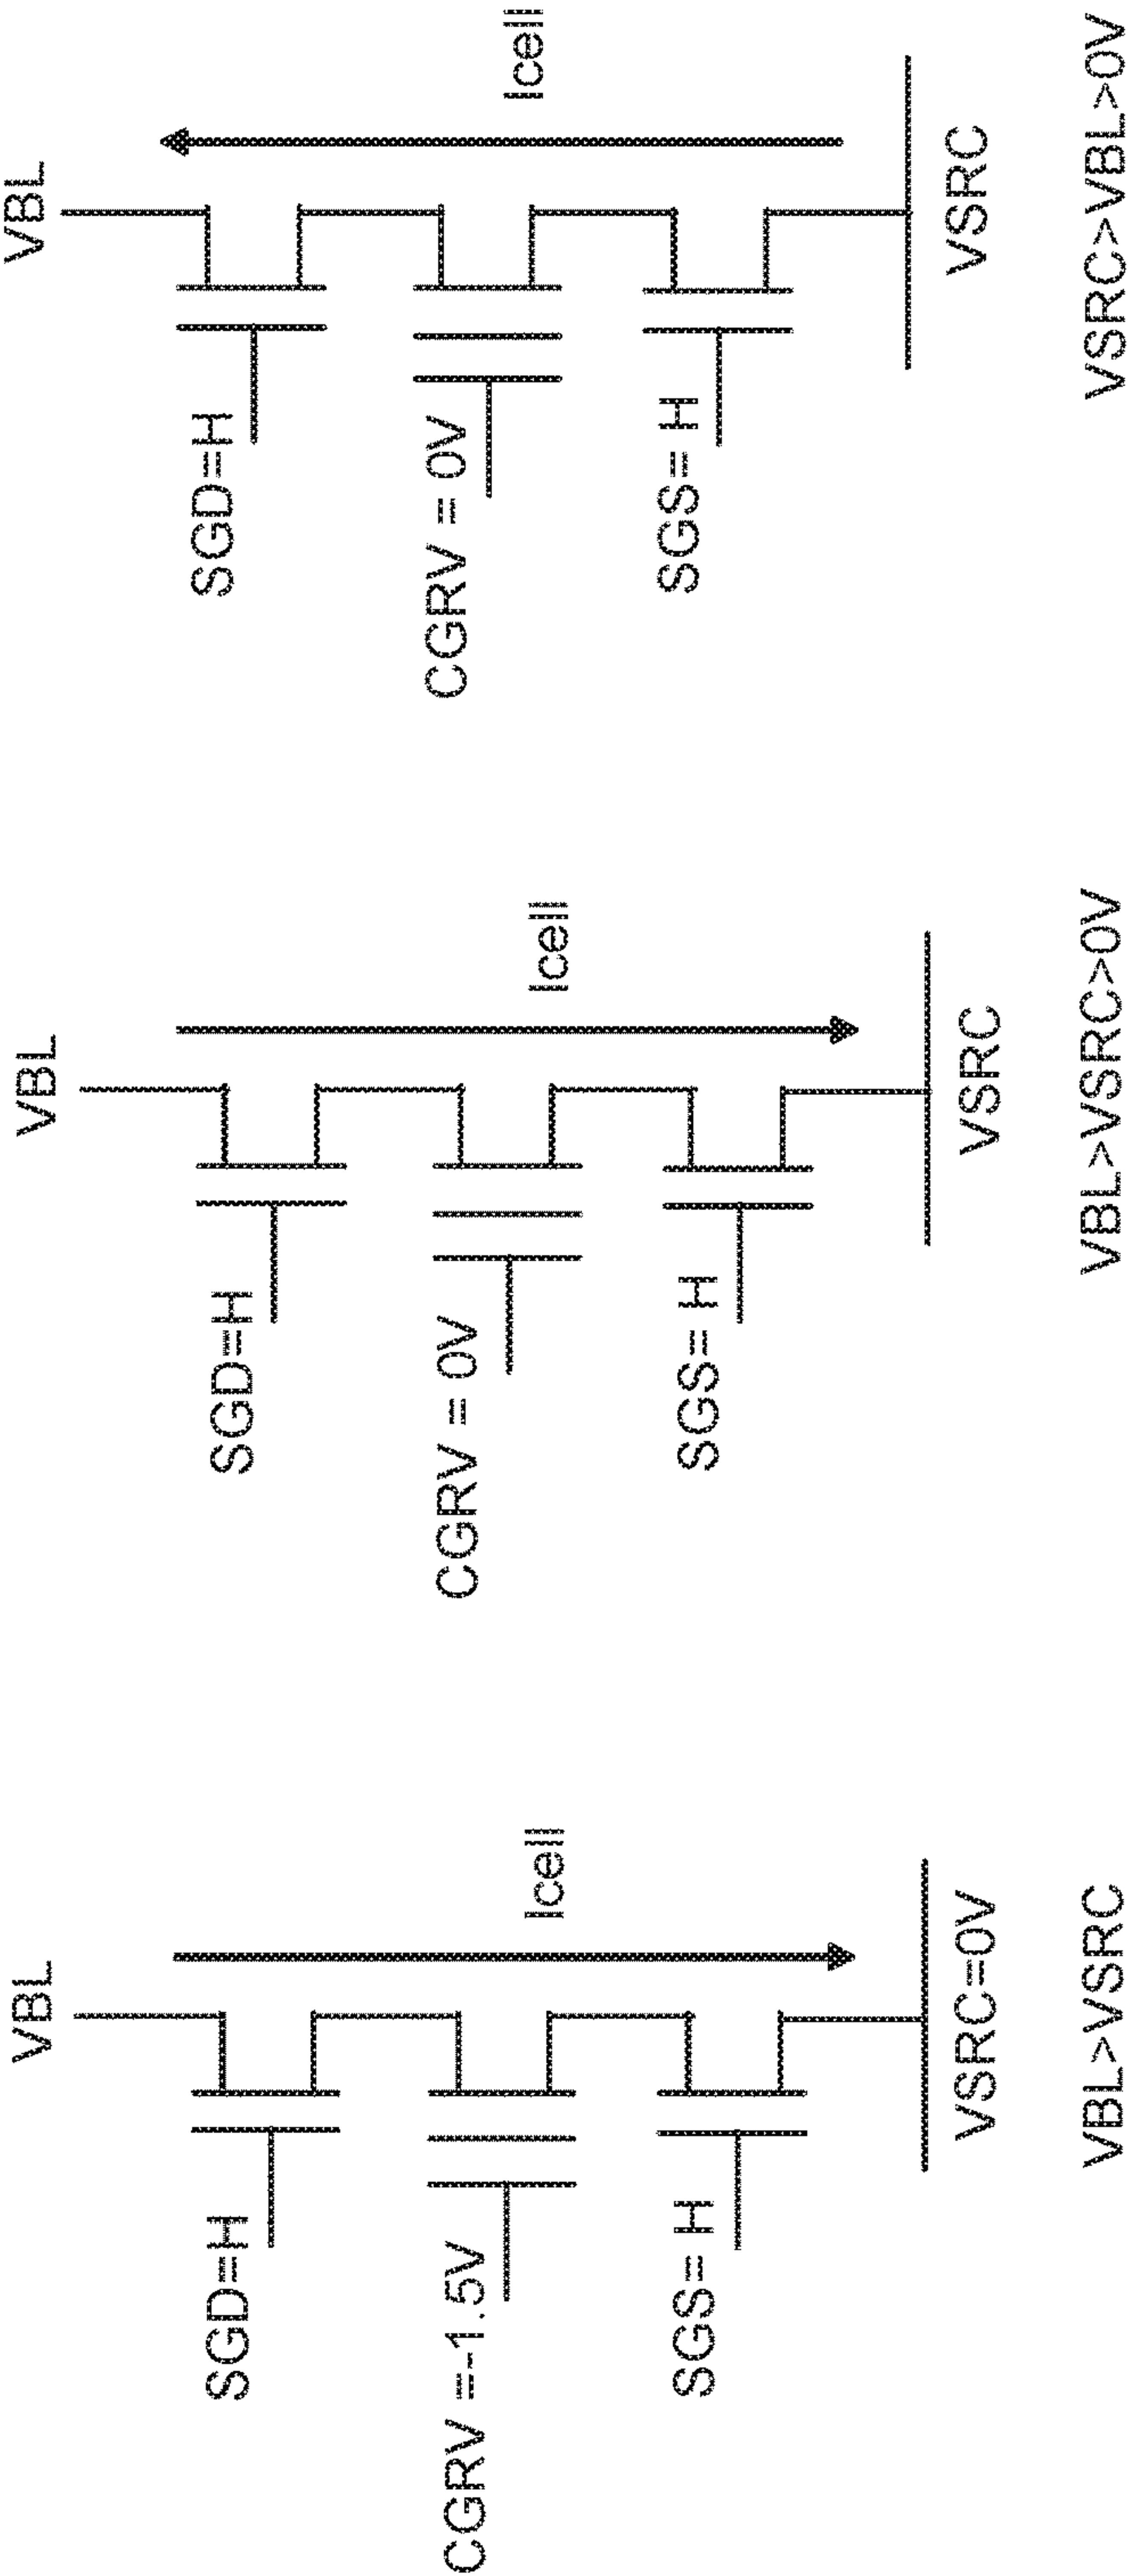 VBL
SGD=H
CGRV =-1.5V
Icell
SGS= H
VSRC=0V
VBL>VSRC
VBL
SGD=H
CGRV = 0V
Icell
SGS= H
VSRC
VBL>VSRC>0V
VBL
SGD=H
CGRV = 0V
Icell
SGS= H
VSRC
VSRC>VBL>0V